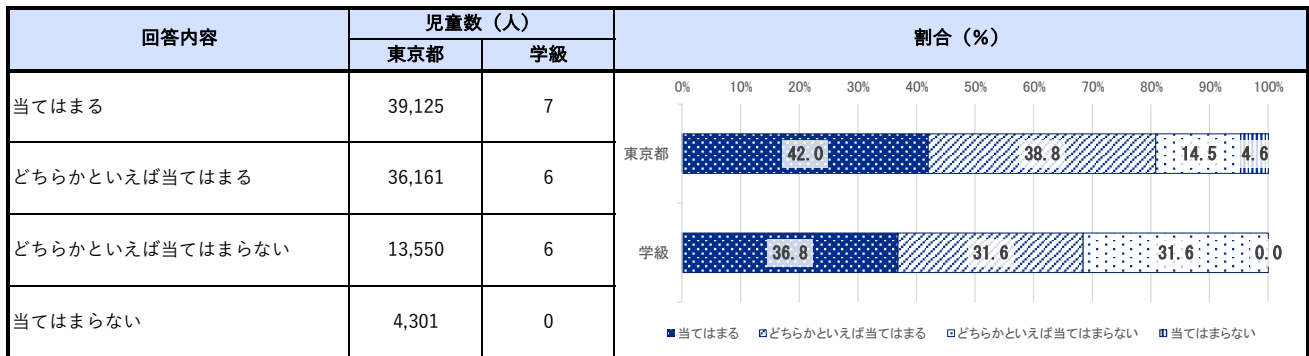 回答内容 児童数（人） 割合（%）
東京都 学級
当てはまる 39,125 7
どちらかといえば当てはまる 36,161 6
どちらかといえば当てはまらない 13,550 6
当てはまらない 4,301 0
0% 10% 20% 30% 40% 50% 60% 70% 80% 90% 100%
東京都 42.0 38.8 14.5 4.6
学級 36.8 31.6 31.6 0.0
当てはまる どちらかといえば当てはまる どちらかといえば当てはまらない 当てはまらない